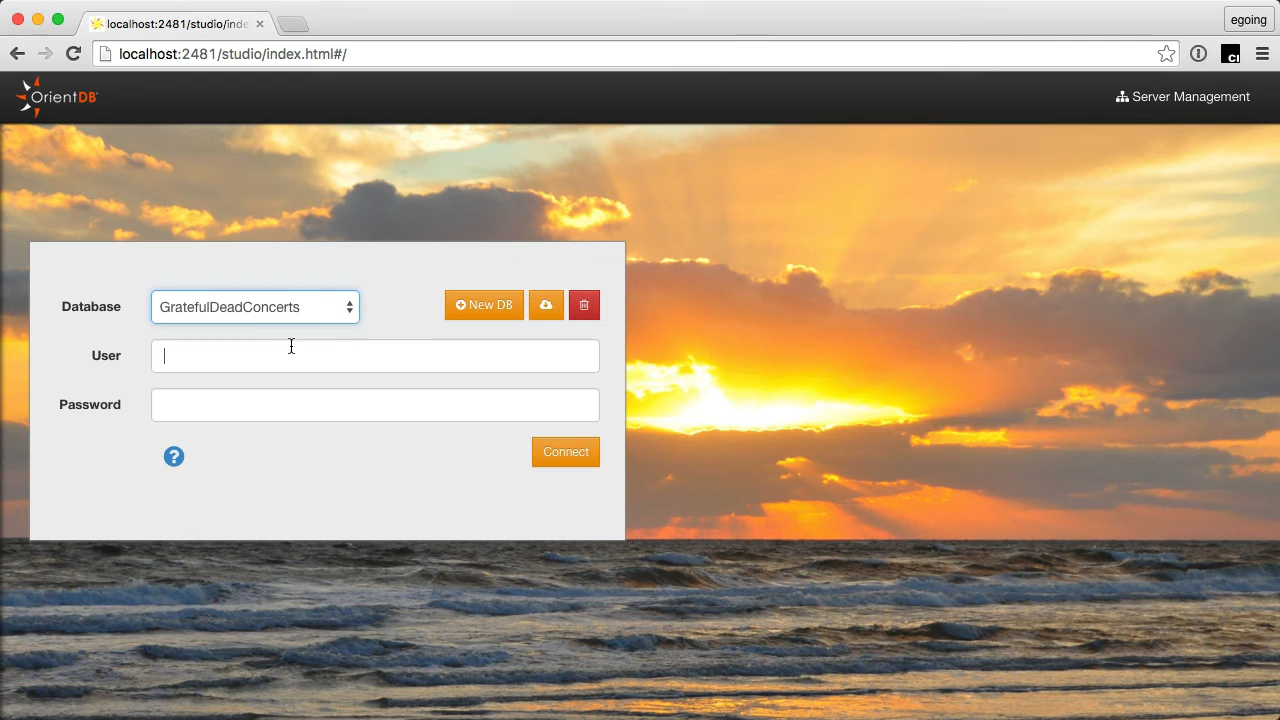 localhost:2481/studio/inde
egoing
localhost:2481/studio/index.html#/
OrientDB
Server Management
Database
GratefulDeadConcerts
New DB
User
Password
?
Connect